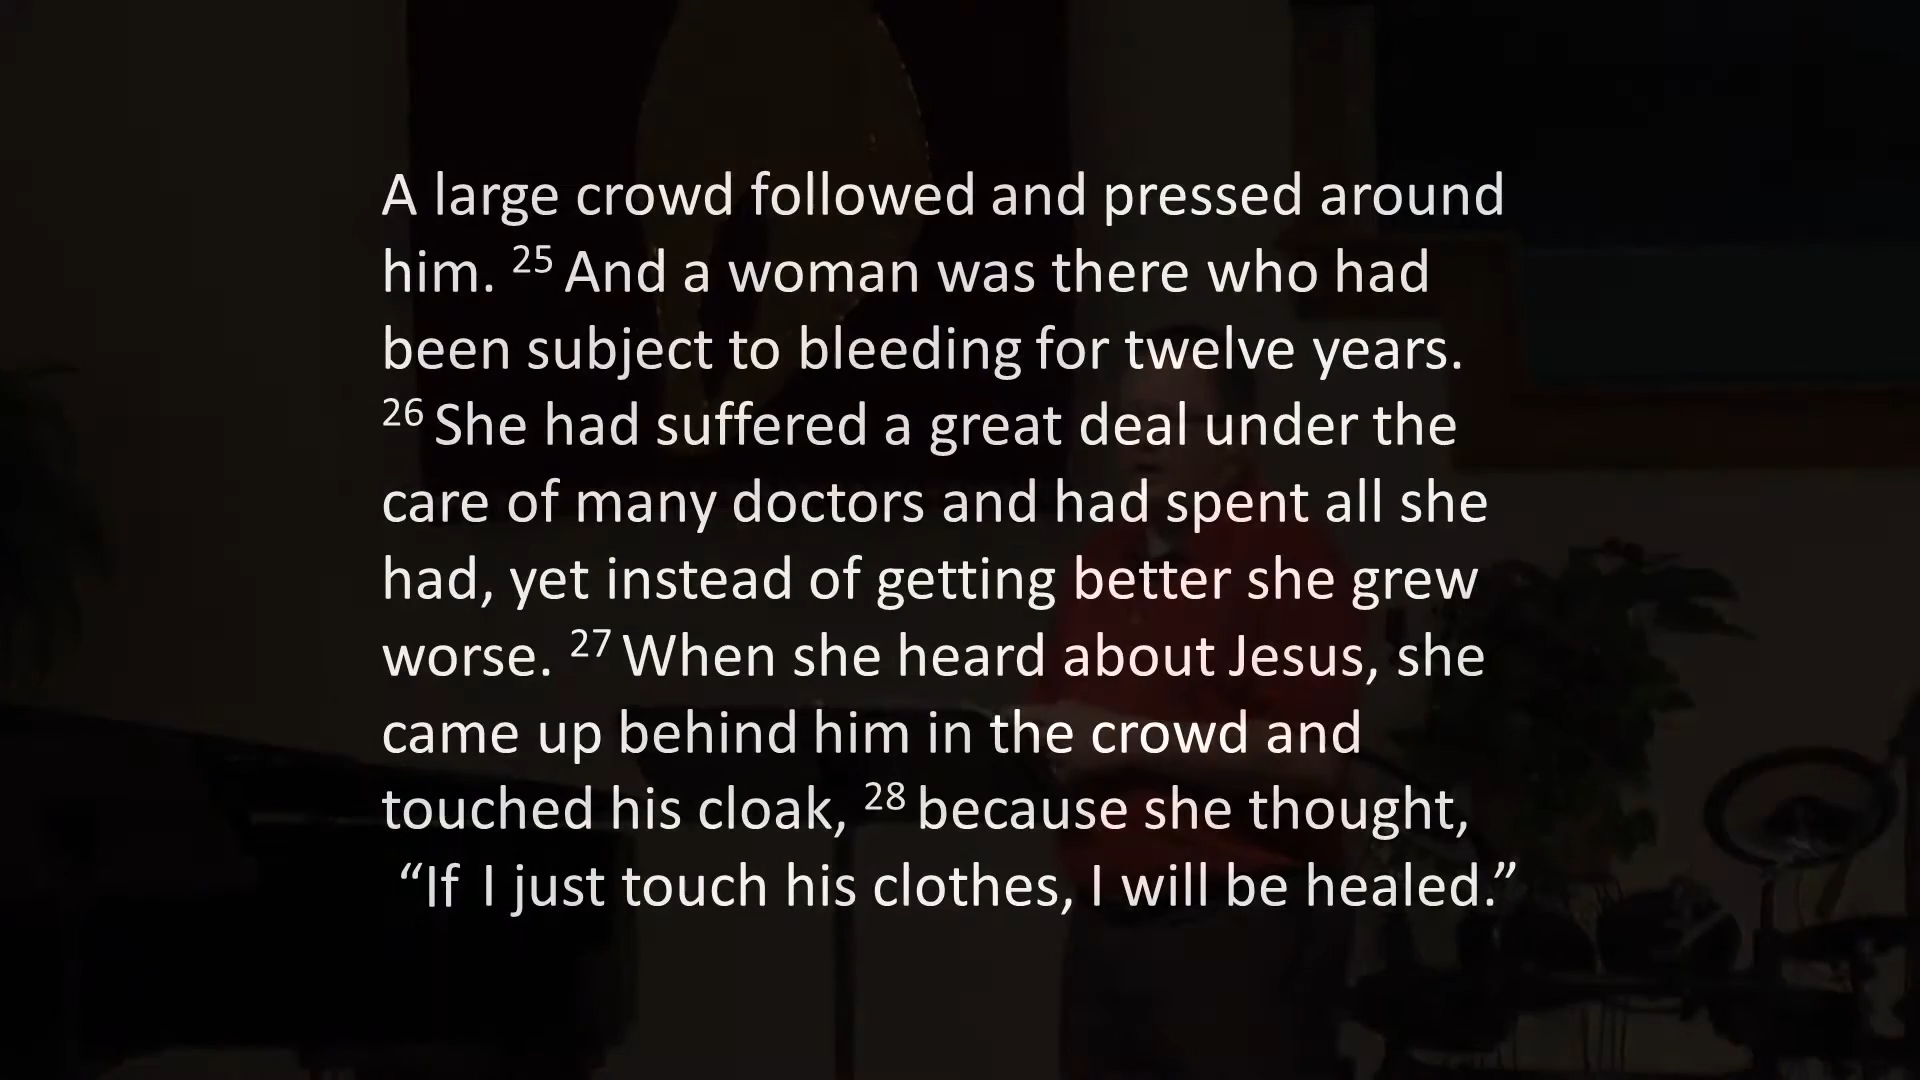 A large crowd followed and pressed around
him. 25 And a woman was there who had
been subject to bleeding for twelve years.
26 She had suffered a great deal under the
care of many doctors and had spent all she
had, yet instead of getting better she grew
worse. 27 When she heard about Jesus, she
came up behind him in the crowd and
touched his cloak, 28 because she thought,
“If I just touch his clothes, I will be healed.”